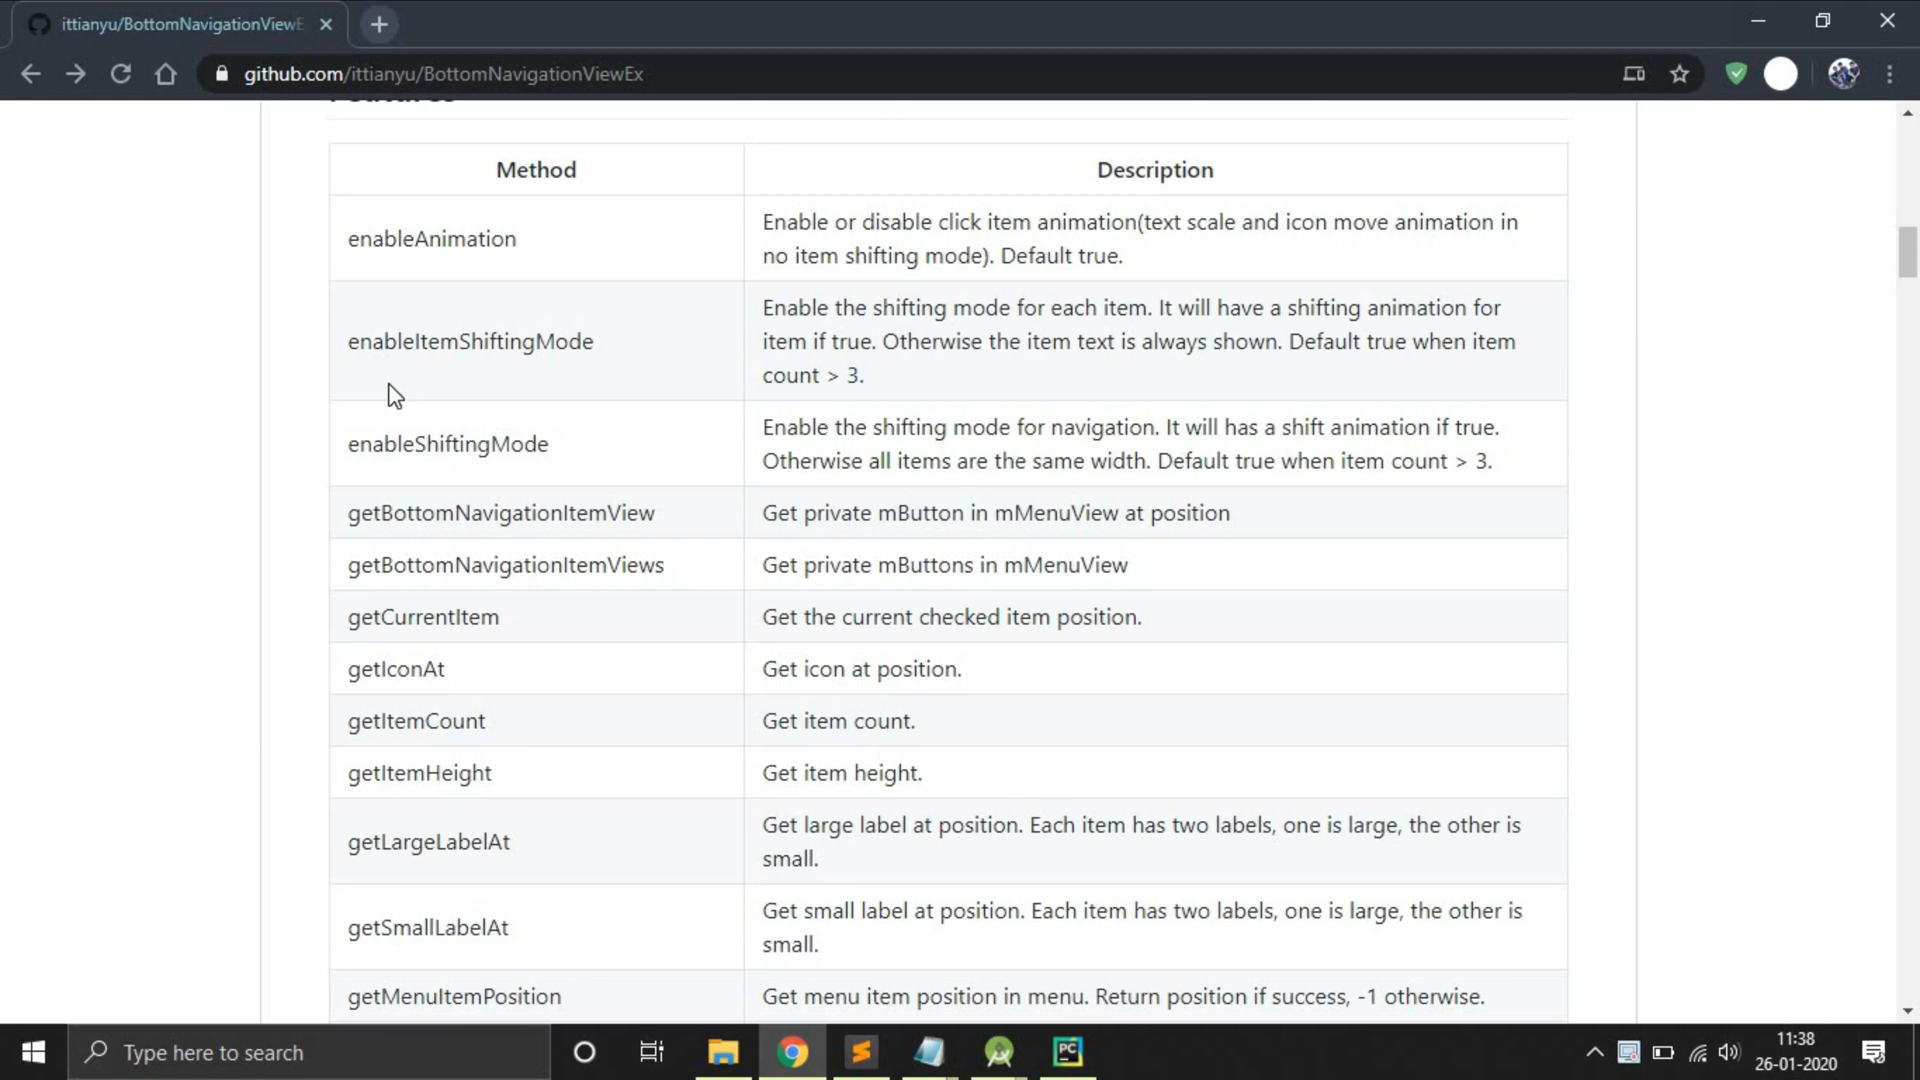 ittianyu/BottomNavigationViewE
github.com/ittianyu/BottomNavigationViewEx
Features
Method Description
enableAnimation
Enable or disable click item animation(text scale and icon move animation in
no item shifting mode). Default true.
enableItemShiftingMode
Enable the shifting mode for each item. It will have a shifting animation for
item if true. Otherwise the item text is always shown. Default true when item
count > 3.
enableShiftingMode
Enable the shifting mode for navigation. It will has a shift animation if true.
Otherwise all items are the same width. Default true when item count > 3.
getBottomNavigationItemView Get private mButton in mMenuView at position
getBottomNavigationItemViews Get private mButtons in mMenuView
getCurrentItem Get the current checked item position.
getIconAt Get icon at position.
getItemCount Get item count.
getItemHeight Get item height.
getLargeLabelAt
Get large label at position. Each item has two labels, one is large, the other is
small.
getSmallLabelAt
Get small label at position. Each item has two labels, one is large, the other is
small.
getMenuItemPosition Get menu item position in menu. Return position if success, -1 otherwise.
Type here to search
PC
11:38
26-01-2020